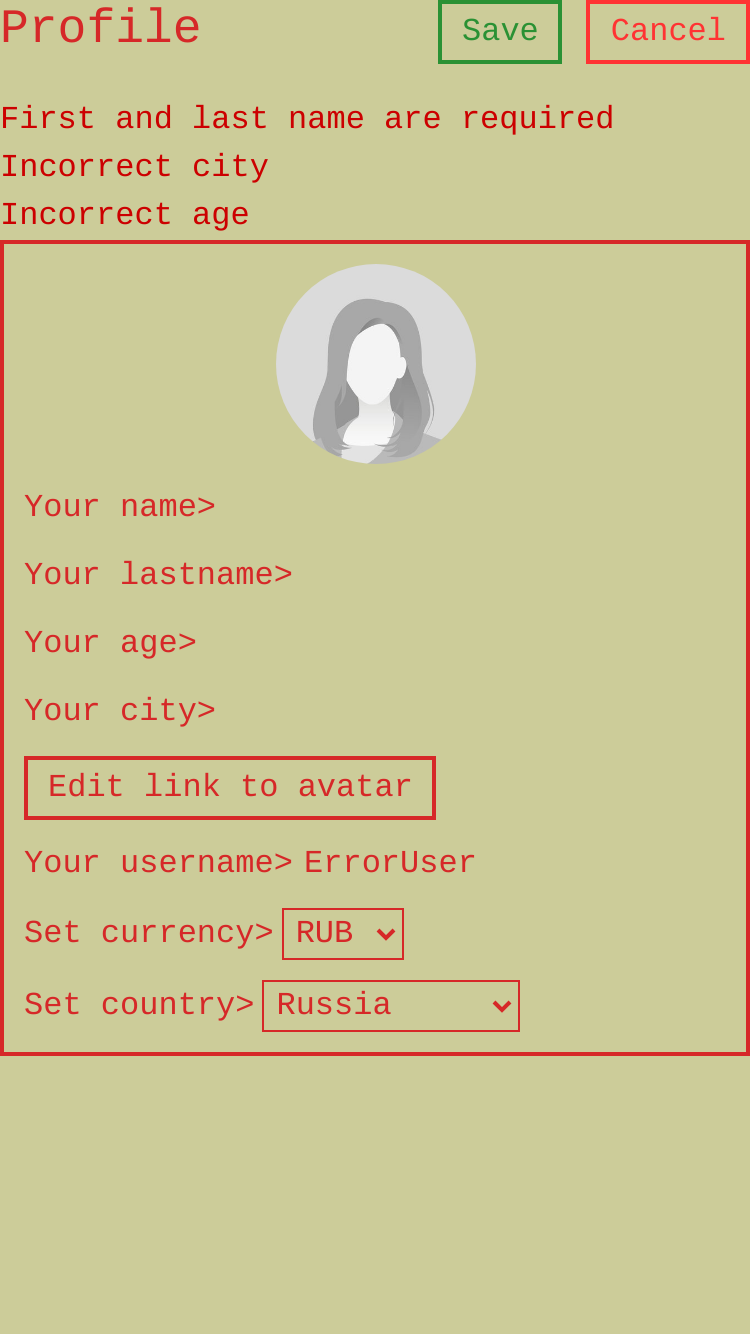 Profile
Save
Cancel
First and last name are required
Incorrect city
Incorrect age
Your name>
Your lastname>
Your age>
Your city>
Edit link to avatar
Your username> ErrorUser
Set currency> RUB
Set country> Russia